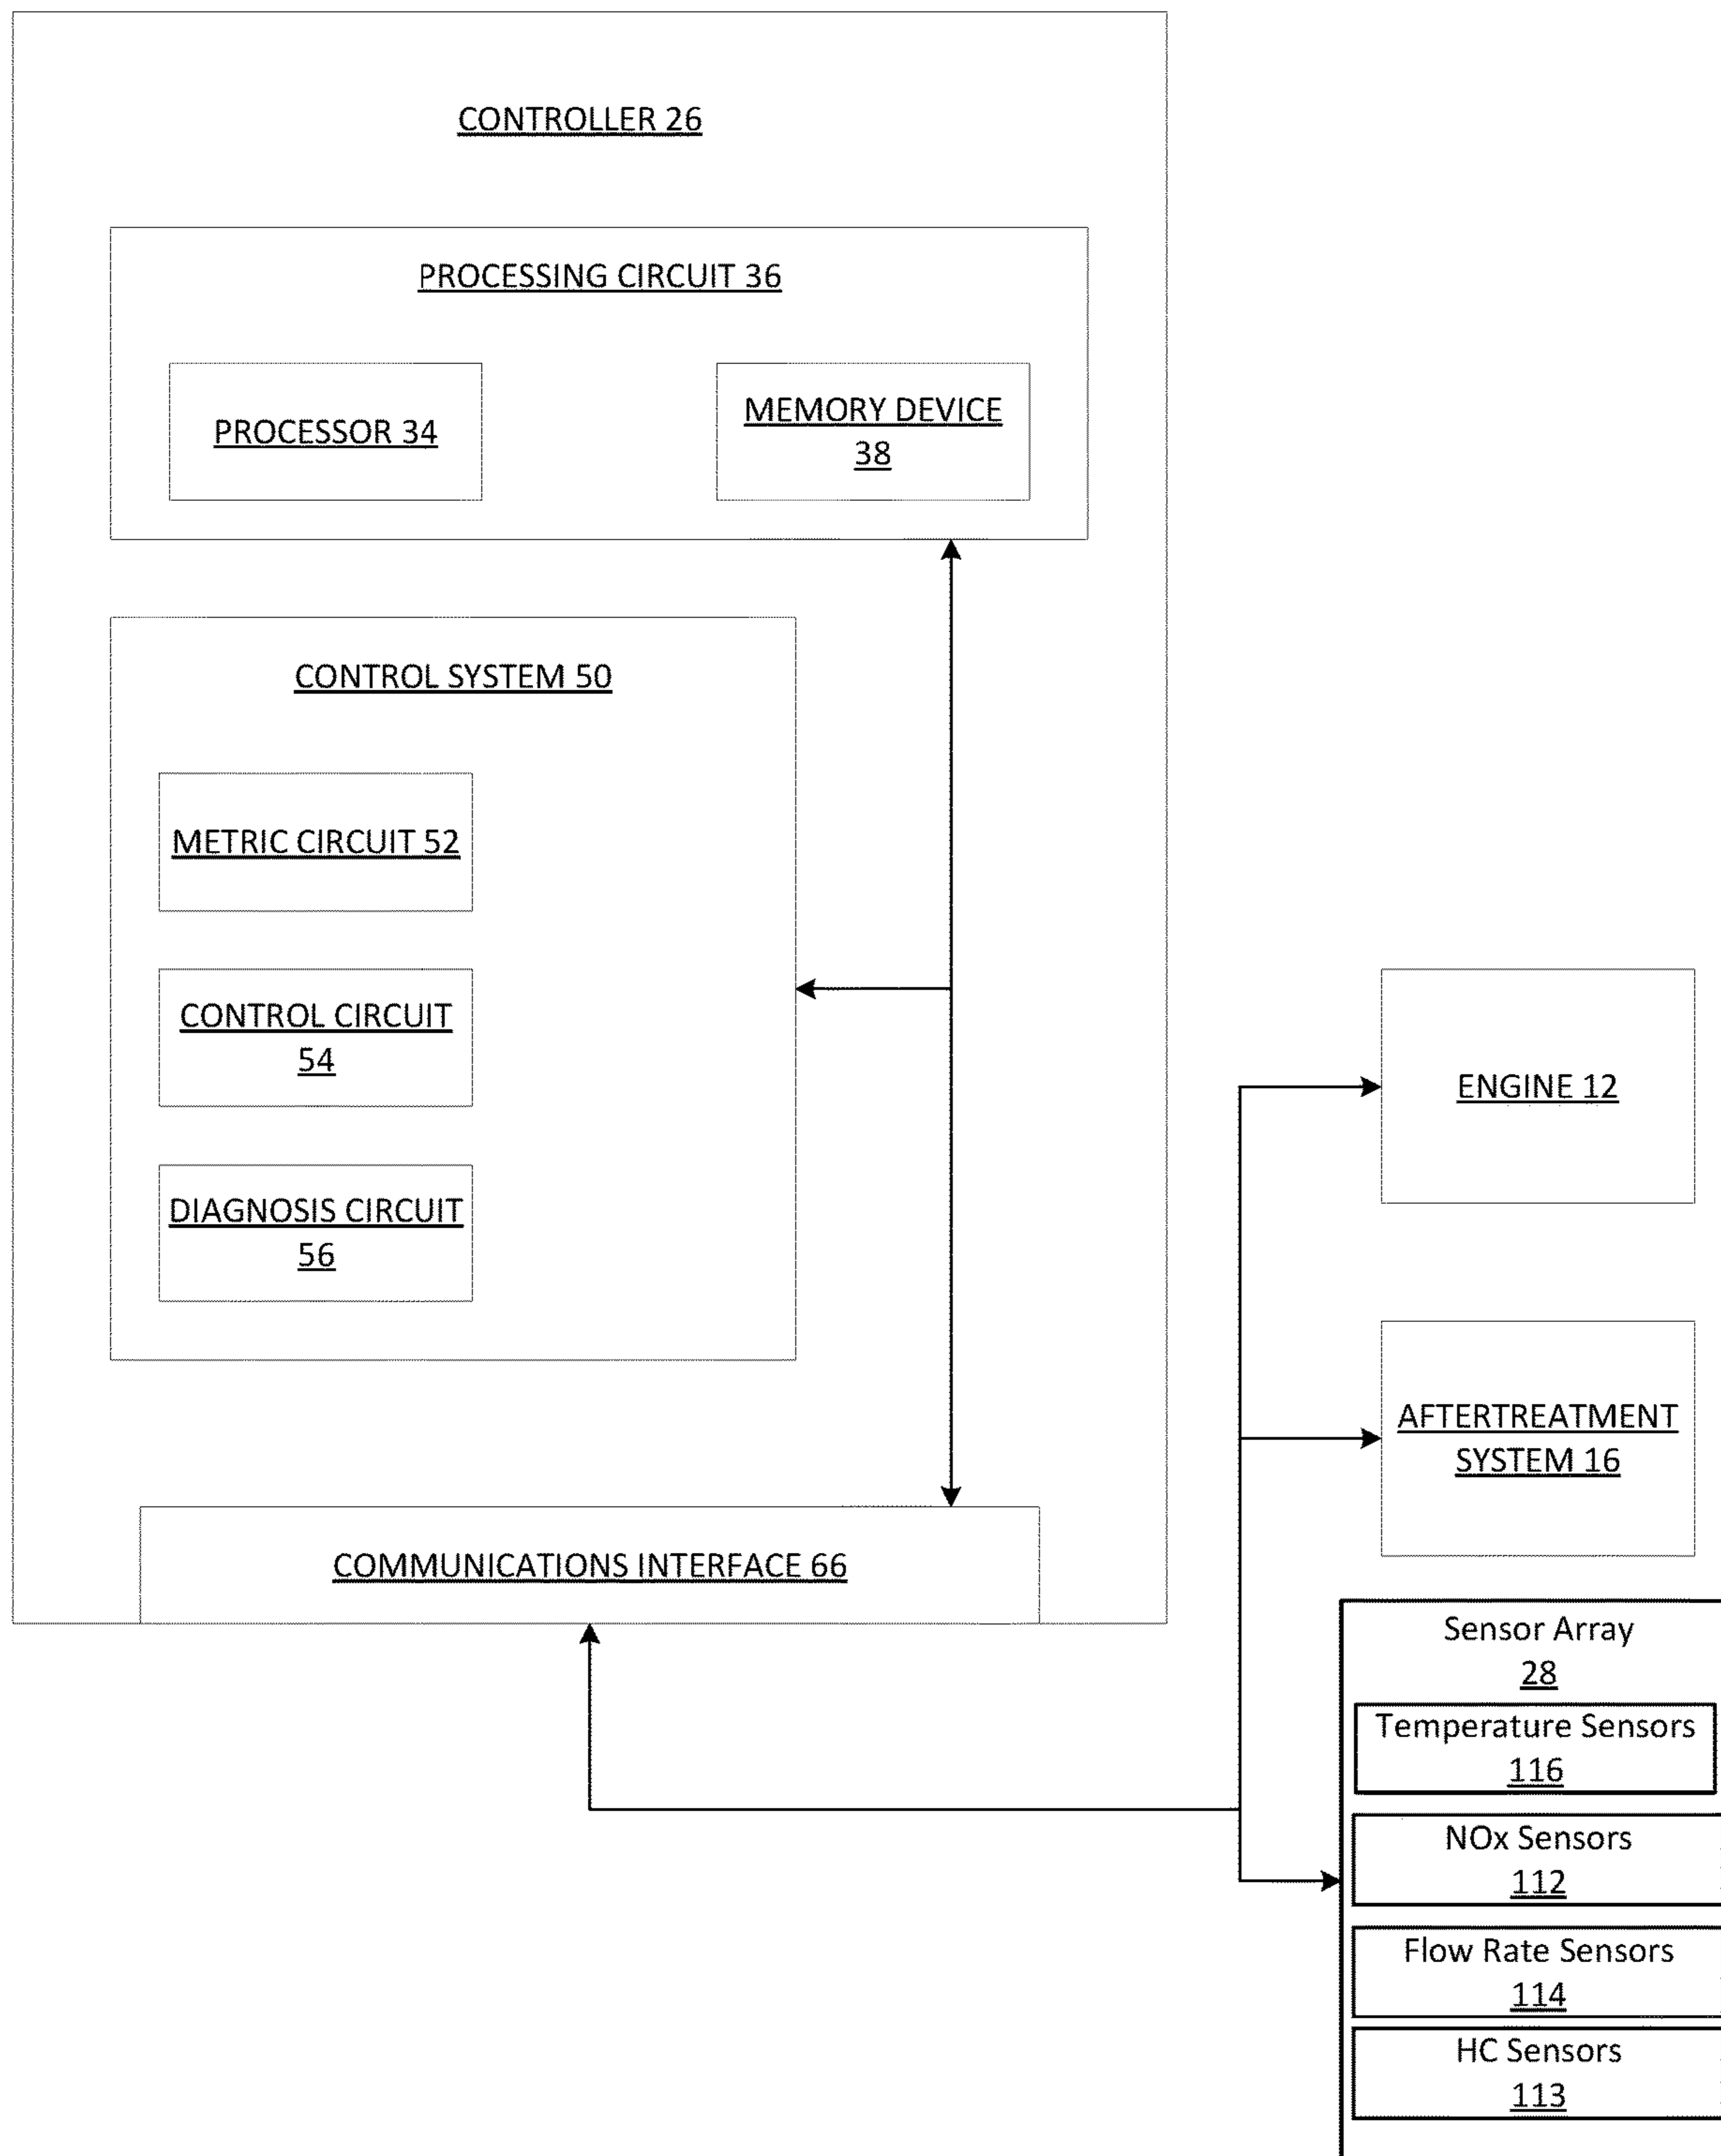 CONTROLLER 26
PROCESSING CIRCUIT 36
PROCESSOR 34
MEMORY DEVICE
38
CONTROL SYSTEM 50
METRIC CIRCUIT 52
CONTROL CIRCUIT
54
DIAGNOSIS CIRCUIT
56
COMMUNICATIONS INTERFACE 66
ENGINE 12
AFTERTREATMENT
SYSTEM 16
Sensor Array
28
Temperature Sensors
116
NOx Sensors
112
Flow Rate Sensors
114
HC Sensors
113